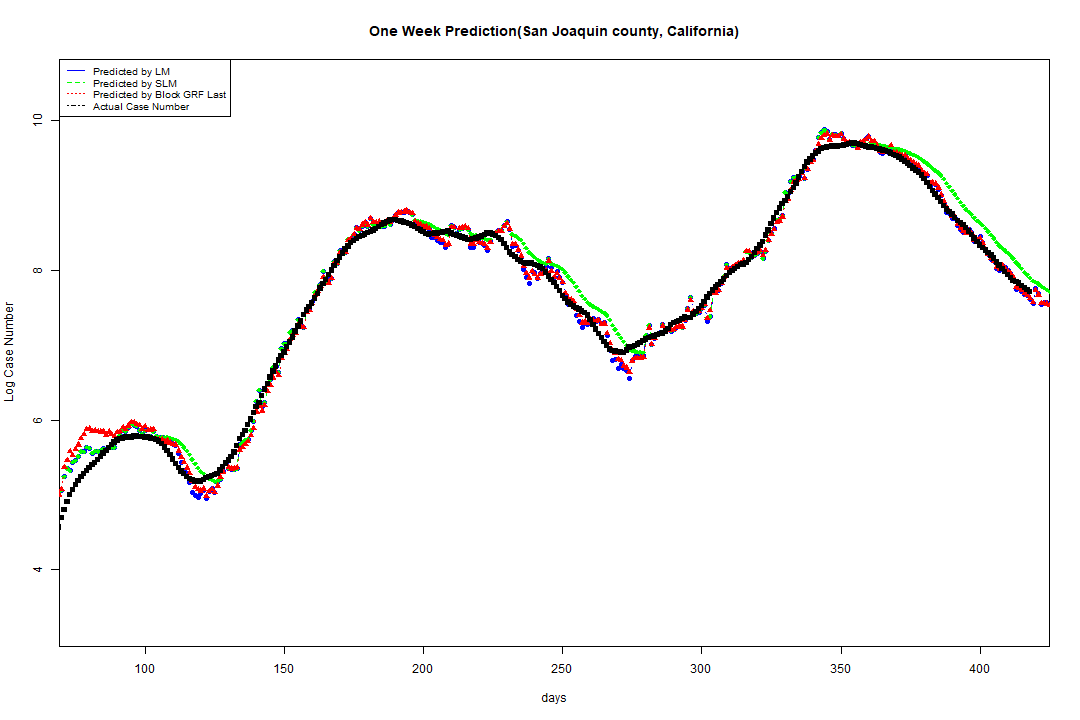 One Week Prediction(San Joaquin county, California)
Predicted by LM
Predicted by SLM
Predicted by Block GRF Last
Actual Case Number
10
8
6
4
Log Case Number
100 150 200 250 300 350 400
days